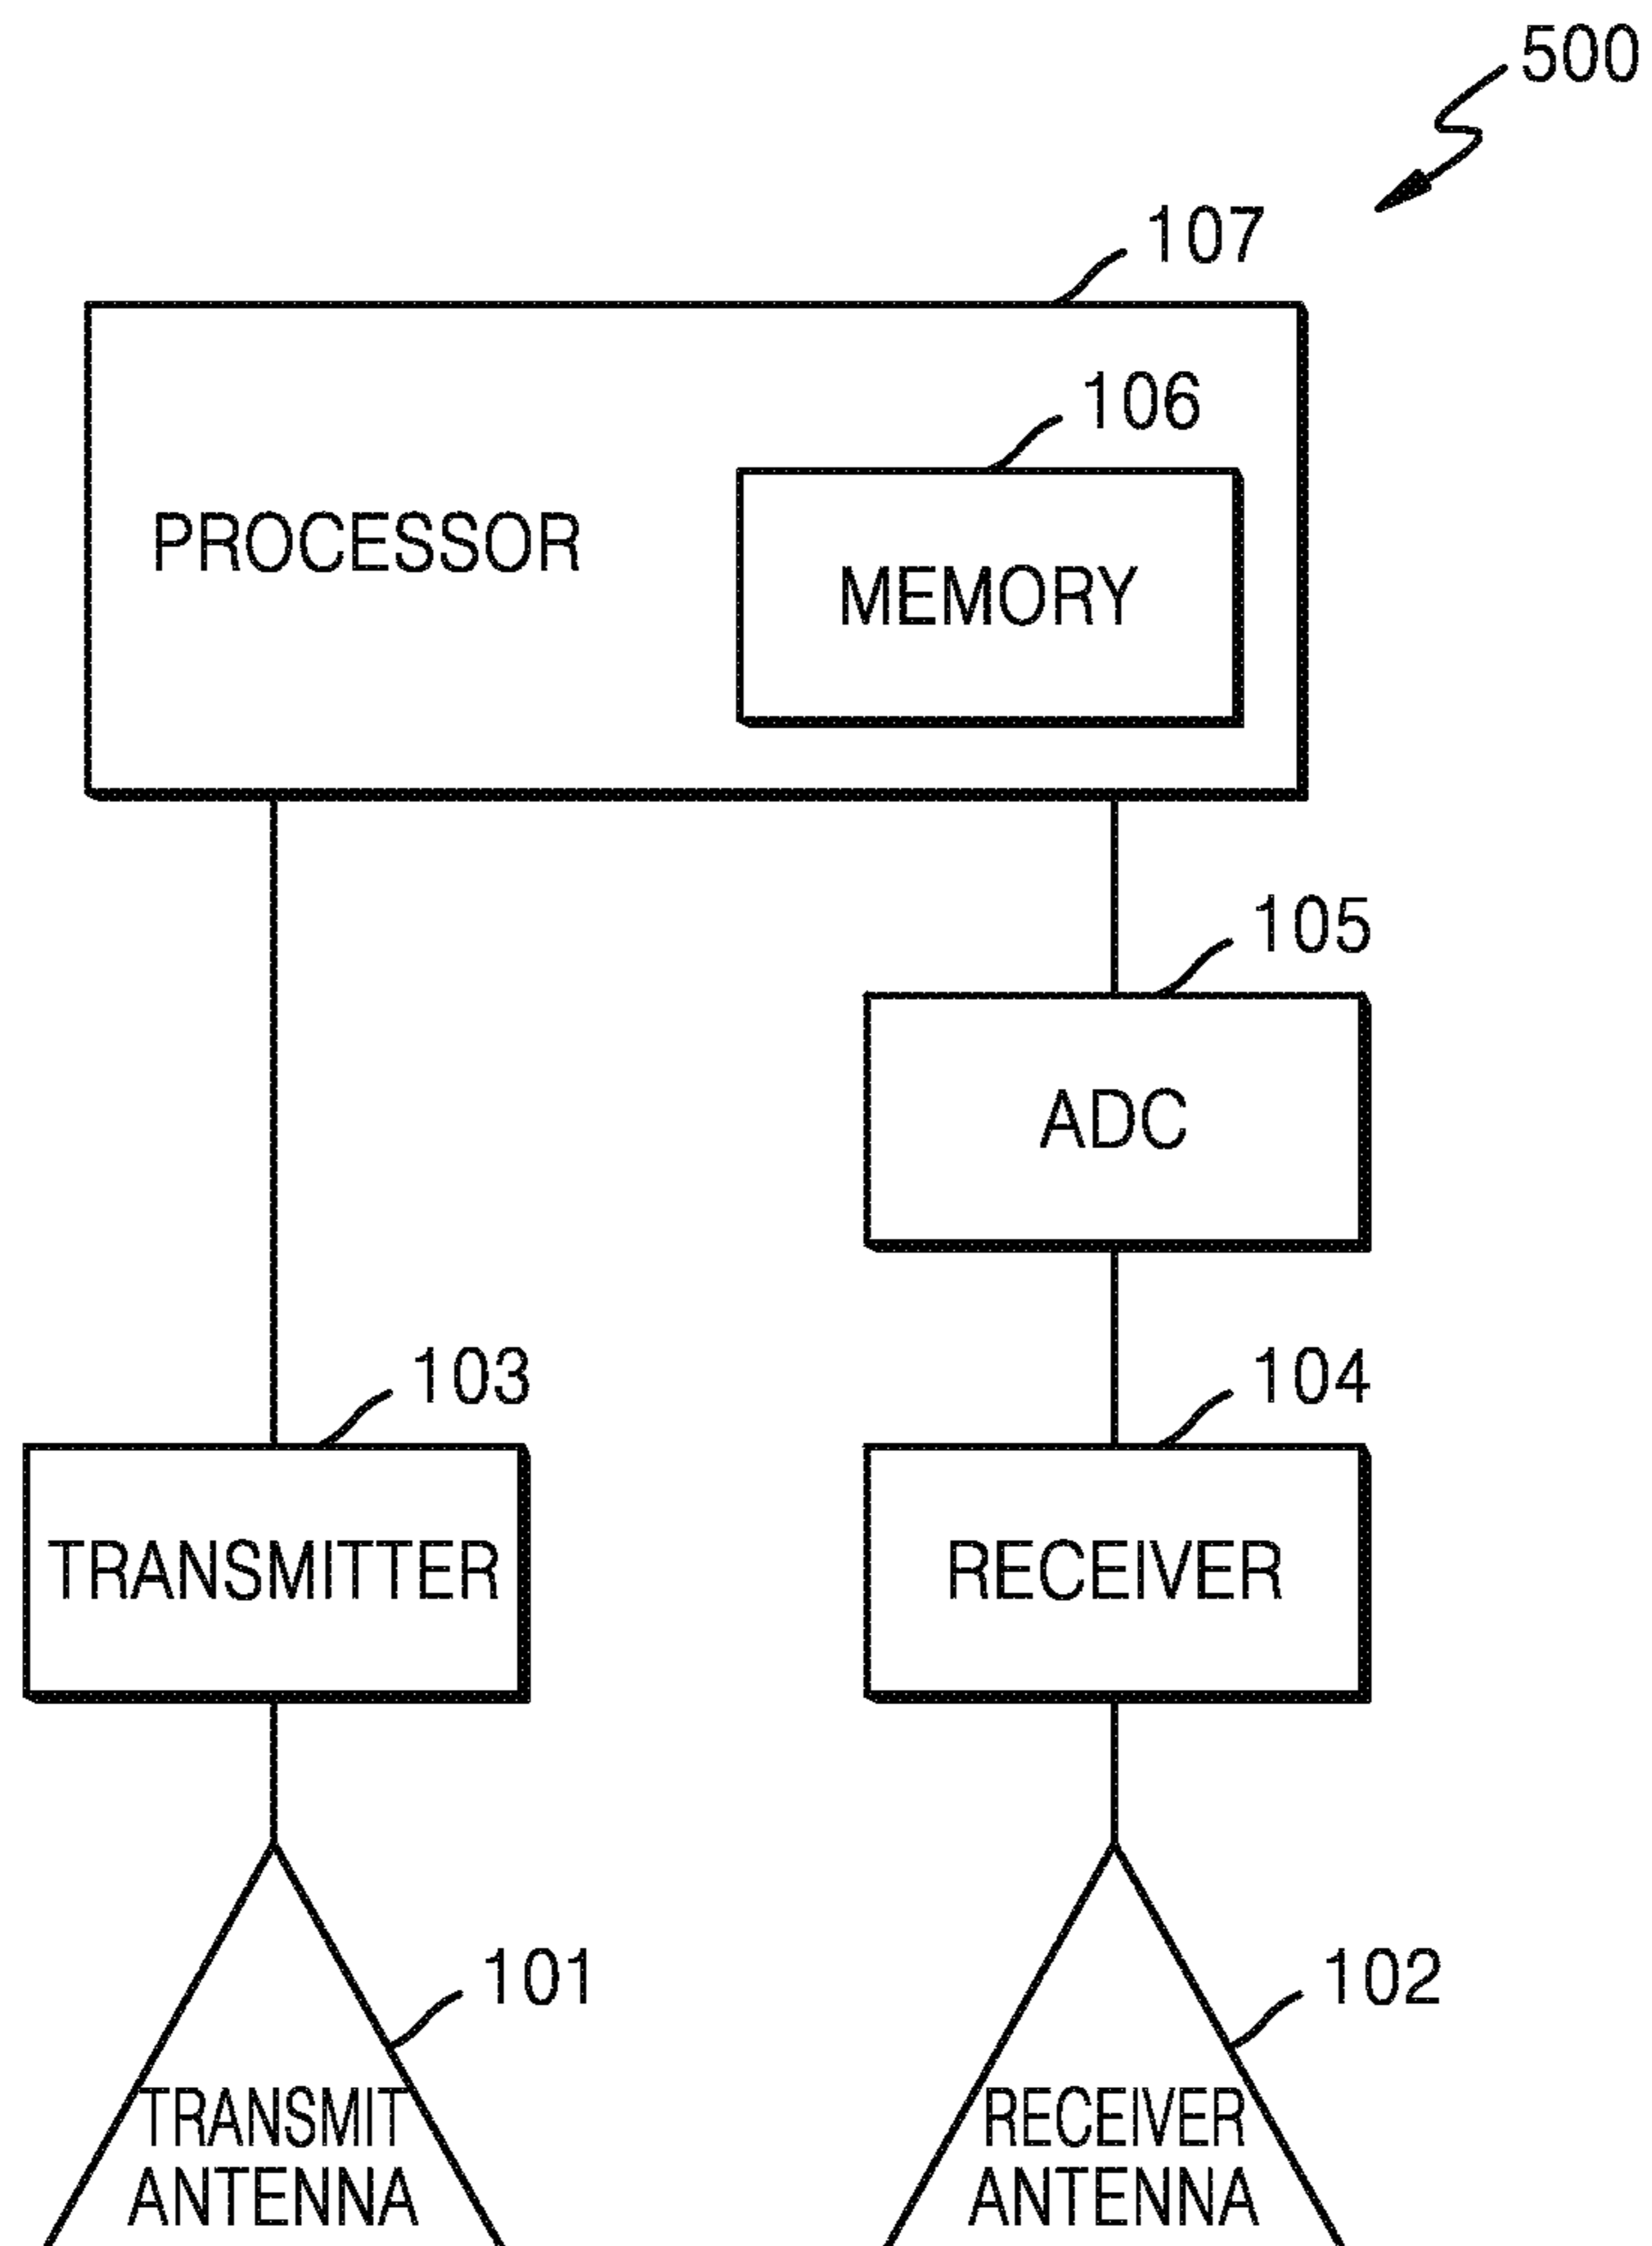 500
107
106
PROCESSOR
MEMORY
105
ADC
103
104
TRANSMITTER
RECEIVER
101
102
TRANSMIT
ANTENNA
RECEIVER
ANTENNA